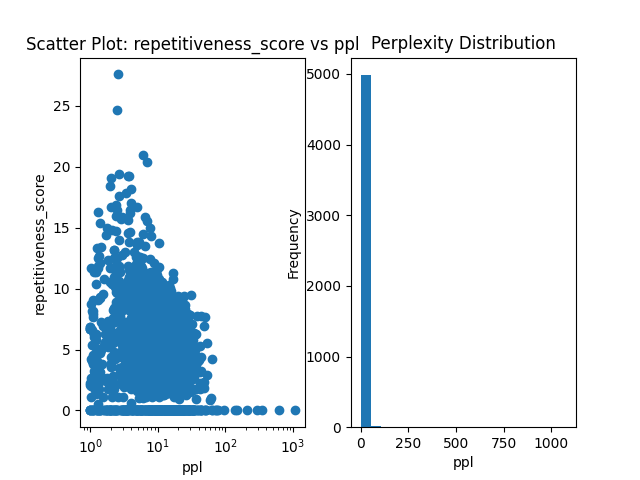 Scatter Plot: repetitiveness_score vs ppl
repetitiveness_score
25
20
15
10
5
0
10^0 10^1 10^2 10^3
ppl
Perplexity Distribution
Frequency
5000
4000
3000
2000
1000
0
0 250 500 750 1000
ppl